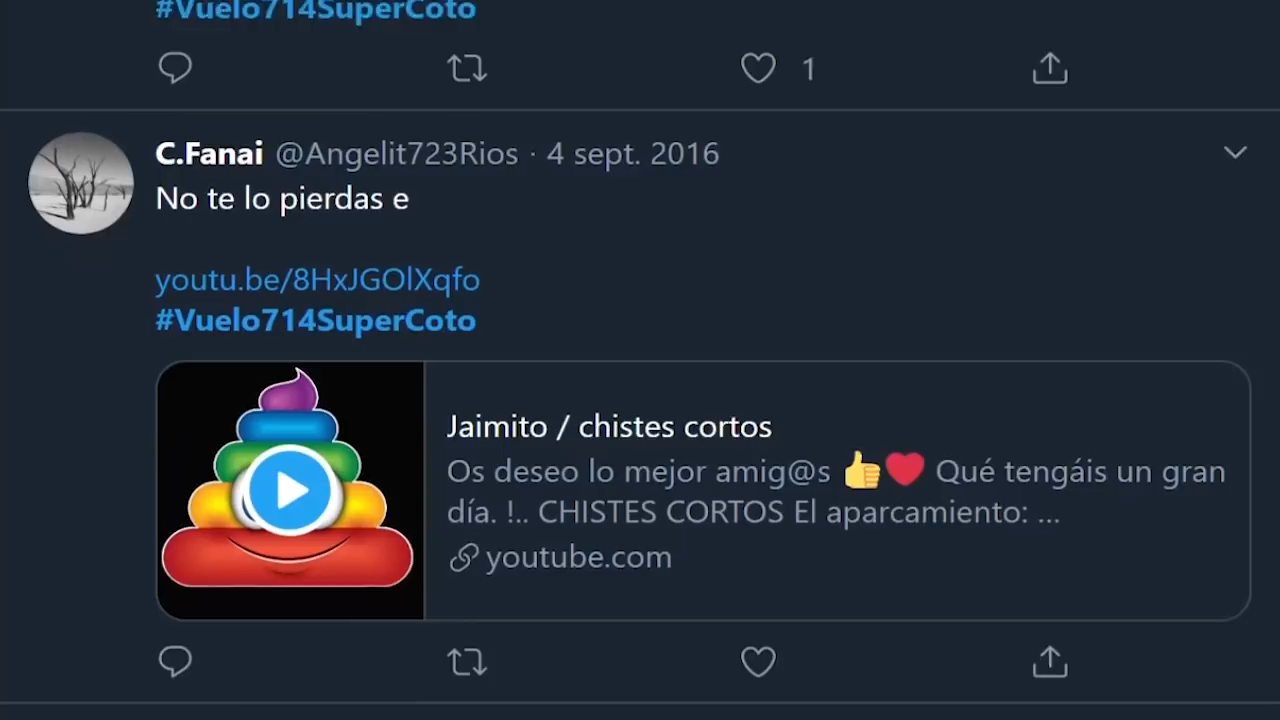 #Vuelo714SuperCoto
1
C.Fanai @Angelit723Rios · 4 sept. 2016
No te lo pierdas e
youtu.be/8HxJGOlXqfo
#Vuelo714SuperCoto
Jaimito / chistes cortos
Os deseo lo mejor amig@s 👍❤️ Qué tengáis un gran
día. !.. CHISTES CORTOS El aparcamiento: ...
youtube.com